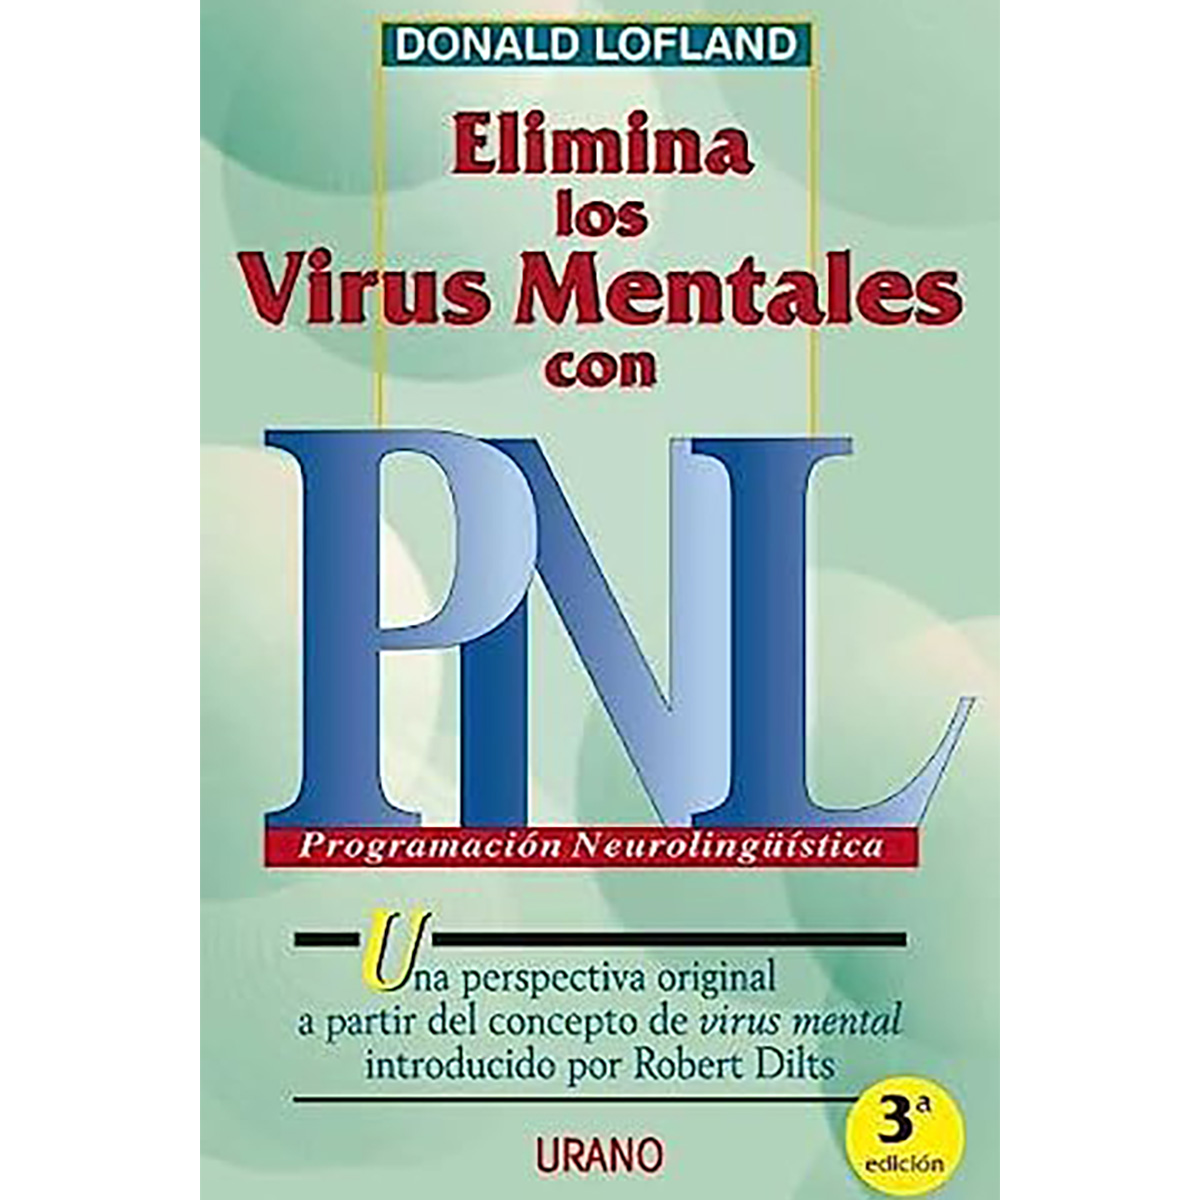 DONALD LOFLAND
Elimina
los
Virus Mentales
con
PNL
Programación Neurolingüística
Una perspectiva original
a partir del concepto de virus mental
introducido por Robert Dilts
3ª
edición
URANO